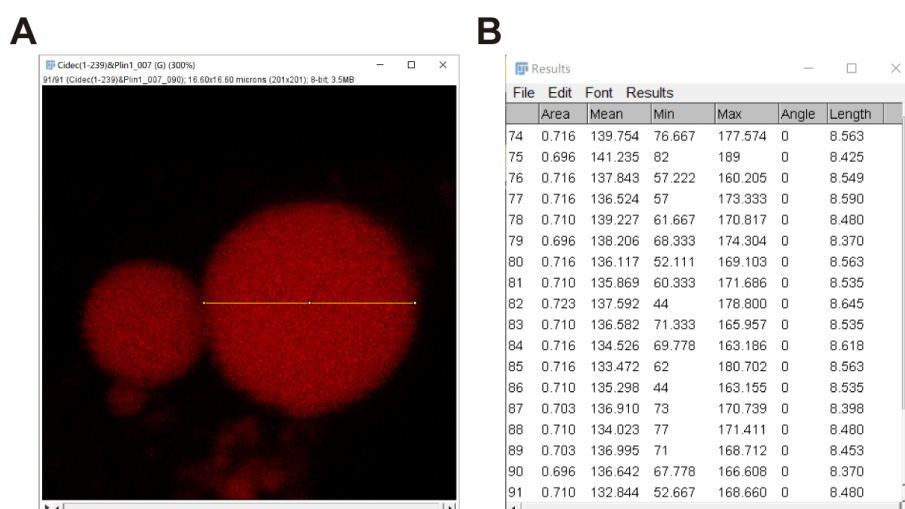 A
B
Cidec(1-239)&Plin1_007 (G) (300%)
91/91 (Cidec(1-239)&Plin1_007_090); 16.60x16.60 microns (201x201); 8-bit; 3.5MB
Results
File Edit Font Results
Area Mean Min Max Angle Length
74 0.716 139.754 76.667 177.574 0 8.563
75 0.696 141.235 82 189 0 8.425
76 0.716 137.843 57.222 160.205 0 8.549
77 0.716 136.524 57 173.333 0 8.590
78 0.710 139.227 61.667 170.817 0 8.480
79 0.696 138.206 68.333 174.304 0 8.370
80 0.716 136.117 52.111 169.103 0 8.563
81 0.710 135.869 60.333 171.686 0 8.535
82 0.723 137.592 44 178.800 0 8.645
83 0.710 136.582 71.333 165.957 0 8.535
84 0.716 134.526 69.778 163.186 0 8.618
85 0.716 133.472 62 180.702 0 8.563
86 0.710 135.298 44 163.155 0 8.535
87 0.703 136.910 73 170.739 0 8.398
88 0.710 134.023 77 171.411 0 8.480
89 0.703 136.995 71 168.712 0 8.453
90 0.696 136.642 67.778 166.608 0 8.370
91 0.710 132.844 52.667 168.660 0 8.480